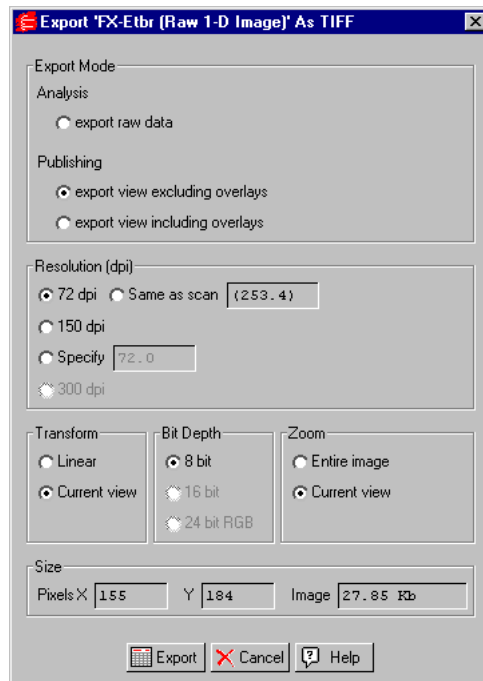 Export 'FX-Etbr (Raw 1-D Image)' As TIFF
Export Mode
Analysis
export raw data
Publishing
export view excluding overlays
export view including overlays
Resolution (dpi)
72 dpi Same as scan (253.4)
150 dpi
Specify 72.0
300 dpi
Transform Bit Depth Zoom
Linear 8 bit Entire image
Current view 16 bit Current view
24 bit RGB
Size
Pixels X 155 Y 184 Image 27.85 Kb
Export Cancel Help